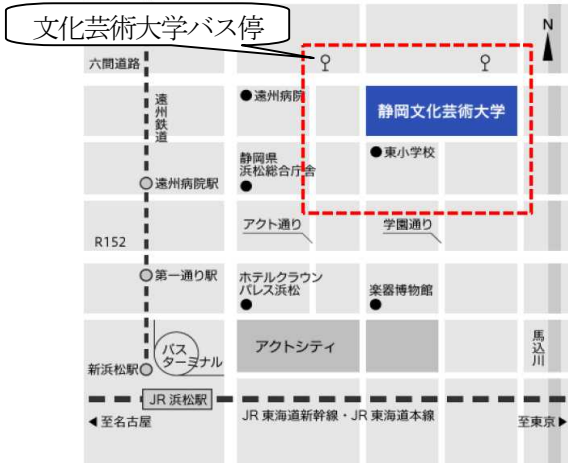 文化芸術大学バス停
N
六間道路
遠州鉄道
遠州病院
静岡文化芸術大学
静岡県
浜松総合庁舎
東小学校
遠州病院駅
アクト通り
学園通り
R152
第一通り駅
ホテルクラウン
パレス浜松
楽器博物館
アクトシティ
バス
ターミナル
馬込川
新浜松駅
JR 浜松駅
JR 東海道新幹線・JR 東海道本線
◀至名古屋
至東京▶